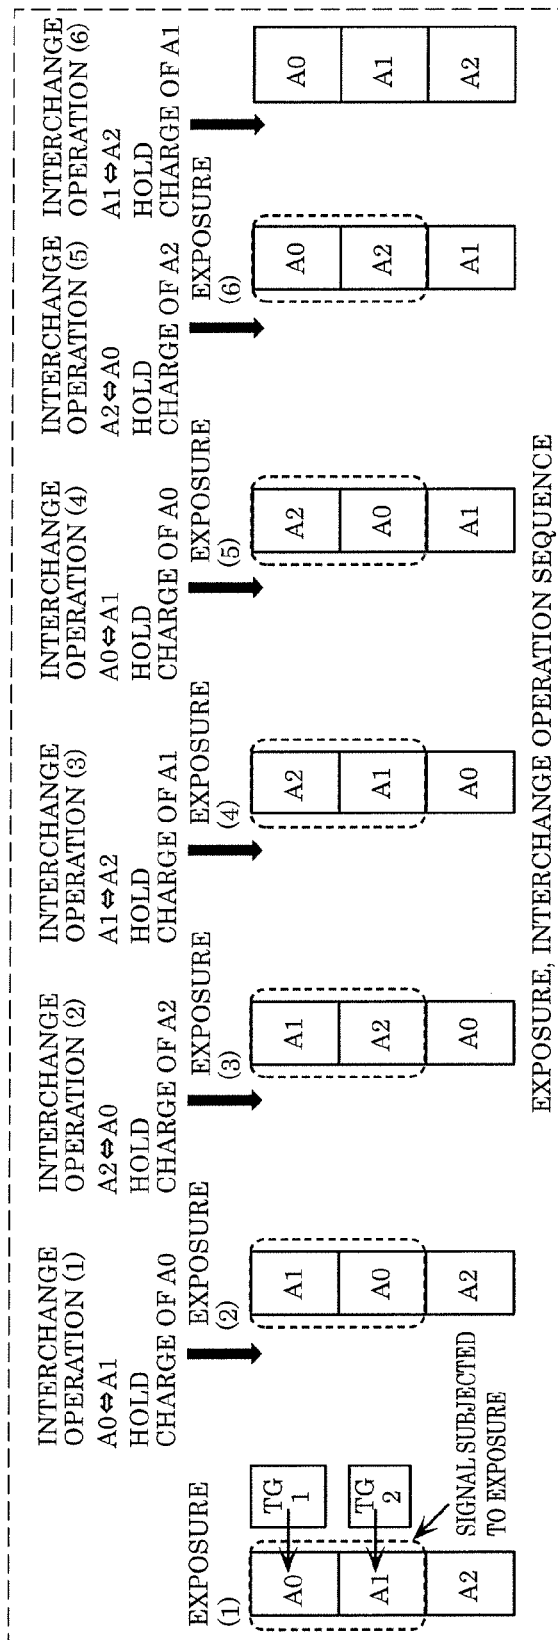 EXPOSURE
(1)
A0
A1
A2
TG
1
TG
2
SIGNAL SUBJECTED
TO EXPOSURE
INTERCHANGE
OPERATION (1)
A0⇔A1
HOLD
CHARGE OF A0
EXPOSURE
(2)
A1
A0
A2
INTERCHANGE
OPERATION (2)
A2⇔A0
HOLD
CHARGE OF A2
EXPOSURE
(3)
A1
A2
A0
INTERCHANGE
OPERATION (3)
A1⇔A2
HOLD
CHARGE OF A1
EXPOSURE
(4)
A2
A1
A0
INTERCHANGE
OPERATION (4)
A0⇔A1
HOLD
CHARGE OF A0
EXPOSURE
(5)
A2
A0
A1
INTERCHANGE
OPERATION (5)
A2⇔A0
HOLD
CHARGE OF A2
EXPOSURE
(6)
A0
A2
A1
INTERCHANGE
OPERATION (6)
A1⇔A2
HOLD
CHARGE OF A1
A0
A1
A2
EXPOSURE, INTERCHANGE OPERATION SEQUENCE